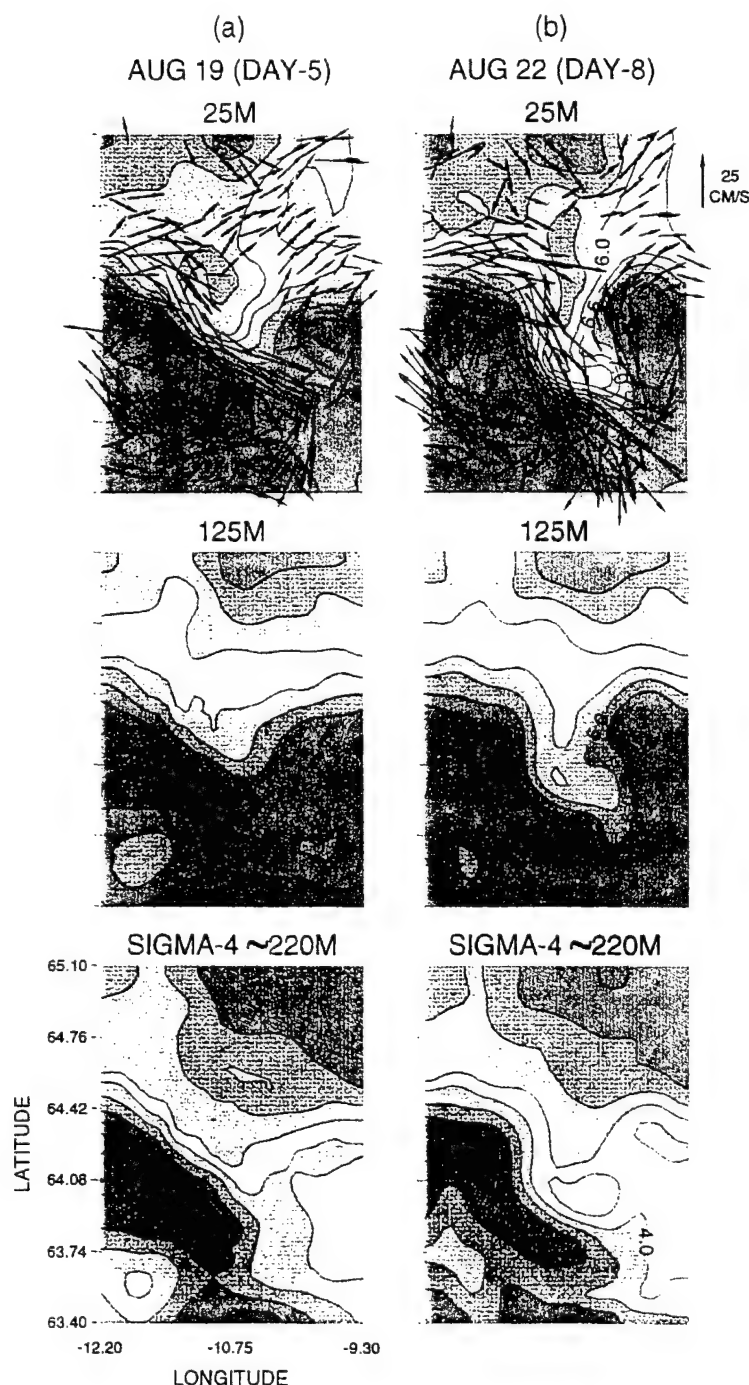 (a)
(b)
AUG 19 (DAY-5)
AUG 22 (DAY-8)
25M
25M
25
CM/S
6.0
125M
125M
SIGMA-4 ~220M
SIGMA-4 ~220M
65.10
64.76
64.42
64.08
63.74
63.40
LATITUDE
4.0
-12.20
-10.75
-9.30
LONGITUDE